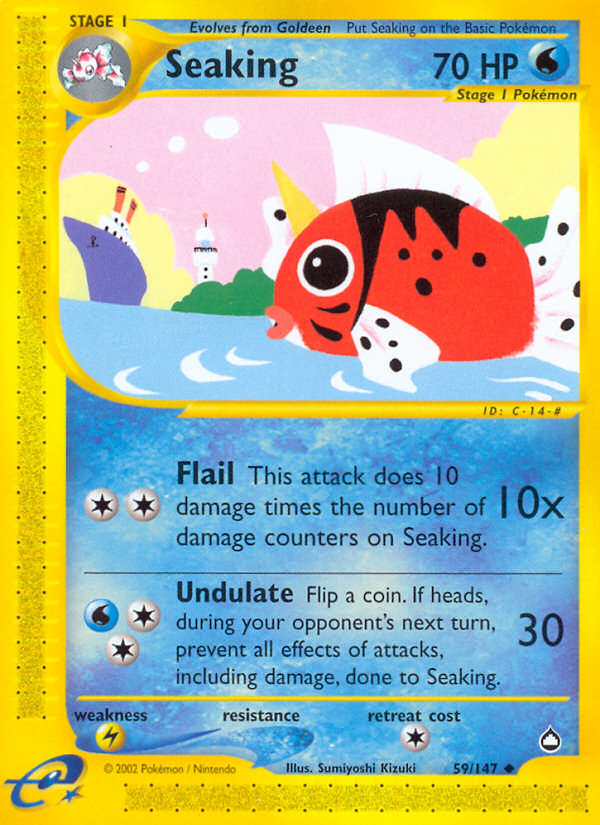 STAGE 1
Evolves from Goldeen Put Seaking on the Basic Pokémon
Seaking 70 HP
Stage 1 Pokémon
ID: C-14-#
Flail This attack does 10
damage times the number of
damage counters on Seaking.
10x
Undulate Flip a coin. If heads,
during your opponent's next turn,
prevent all effects of attacks,
including damage, done to Seaking.
30
weakness resistance retreat cost
© 2002 Pokémon / Nintendo Illus. Sumiyoshi Kizuki 59/147
e